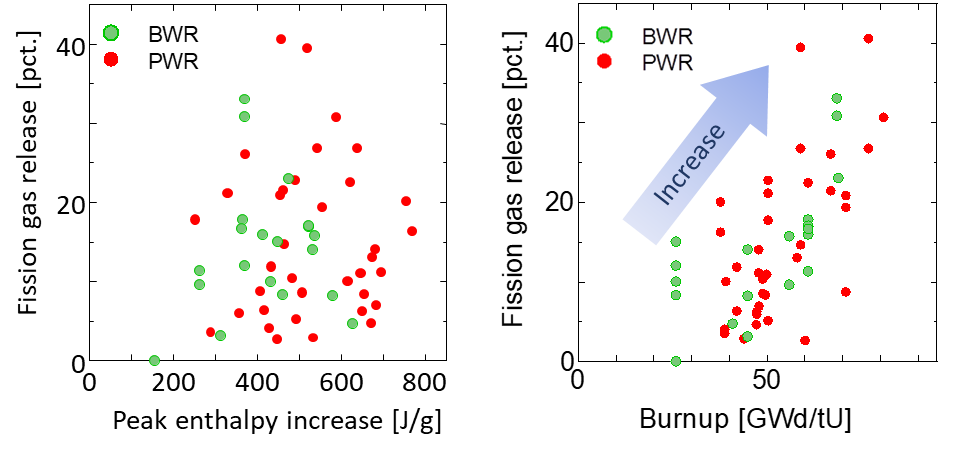 Fission gas release [pct.]
40
20
0
BWR
PWR
0
200
400
600
800
Peak enthalpy increase [J/g]
Fission gas release [pct.]
40
20
0
BWR
PWR
Increase
0
50
Burnup [GWd/tU]